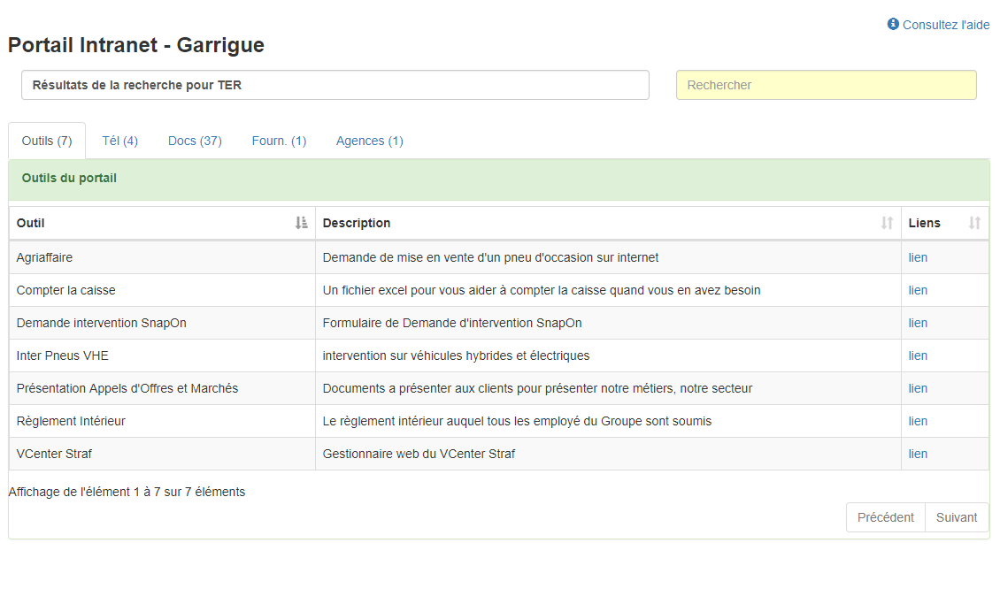 Consultez l'aide
Portail Intranet - Garrigue
Résultats de la recherche pour TER
Rechercher
Outils (7) Tél (4) Docs (37) Fourn. (1) Agences (1)
Outils du portail
Outil Description Liens
Agriaffaire Demande de mise en vente d'un pneu d'occasion sur internet lien
Compter la caisse Un fichier excel pour vous aider à compter la caisse quand vous en avez besoin lien
Demande intervention SnapOn Formulaire de Demande d'intervention SnapOn lien
Inter Pneus VHE intervention sur véhicules hybrides et électriques lien
Présentation Appels d'Offres et Marchés Documents a présenter aux clients pour présenter notre métiers, notre secteur lien
Règlement Intérieur Le règlement intérieur auquel tous les employé du Groupe sont soumis lien
VCenter Straf Gestionnaire web du VCenter Straf lien
Affichage de l'élément 1 à 7 sur 7 éléments
Précédent Suivant